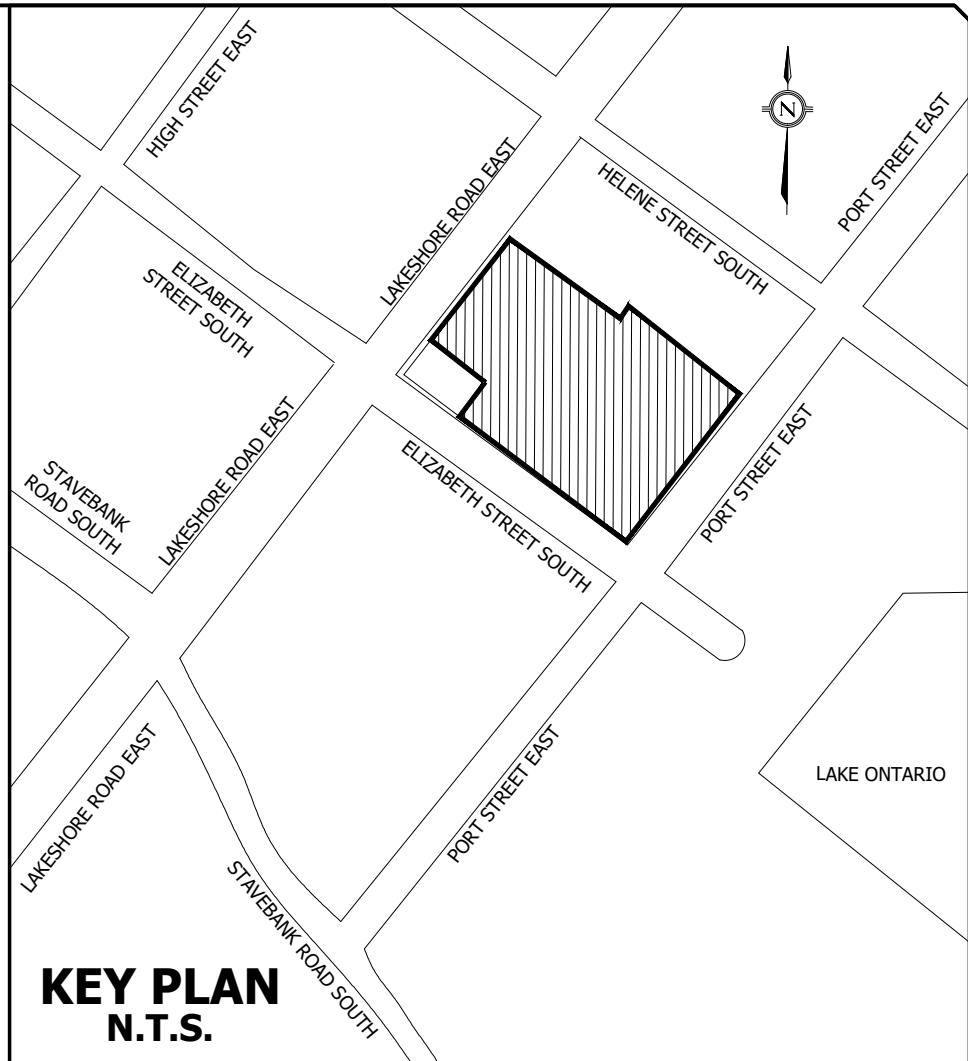 HIGH STREET EAST
LAKESHORE ROAD EAST
HELENE STREET SOUTH
N
PORT STREET EAST
ELIZABETH
STREET SOUTH
LAKESHORE ROAD EAST
STAVEBANK
ROAD SOUTH
ELIZABETH STREET SOUTH
PORT STREET EAST
LAKE ONTARIO
PORT STREET EAST
LAKESHORE ROAD EAST
STAVEBANK ROAD SOUTH
KEY PLAN
N.T.S.